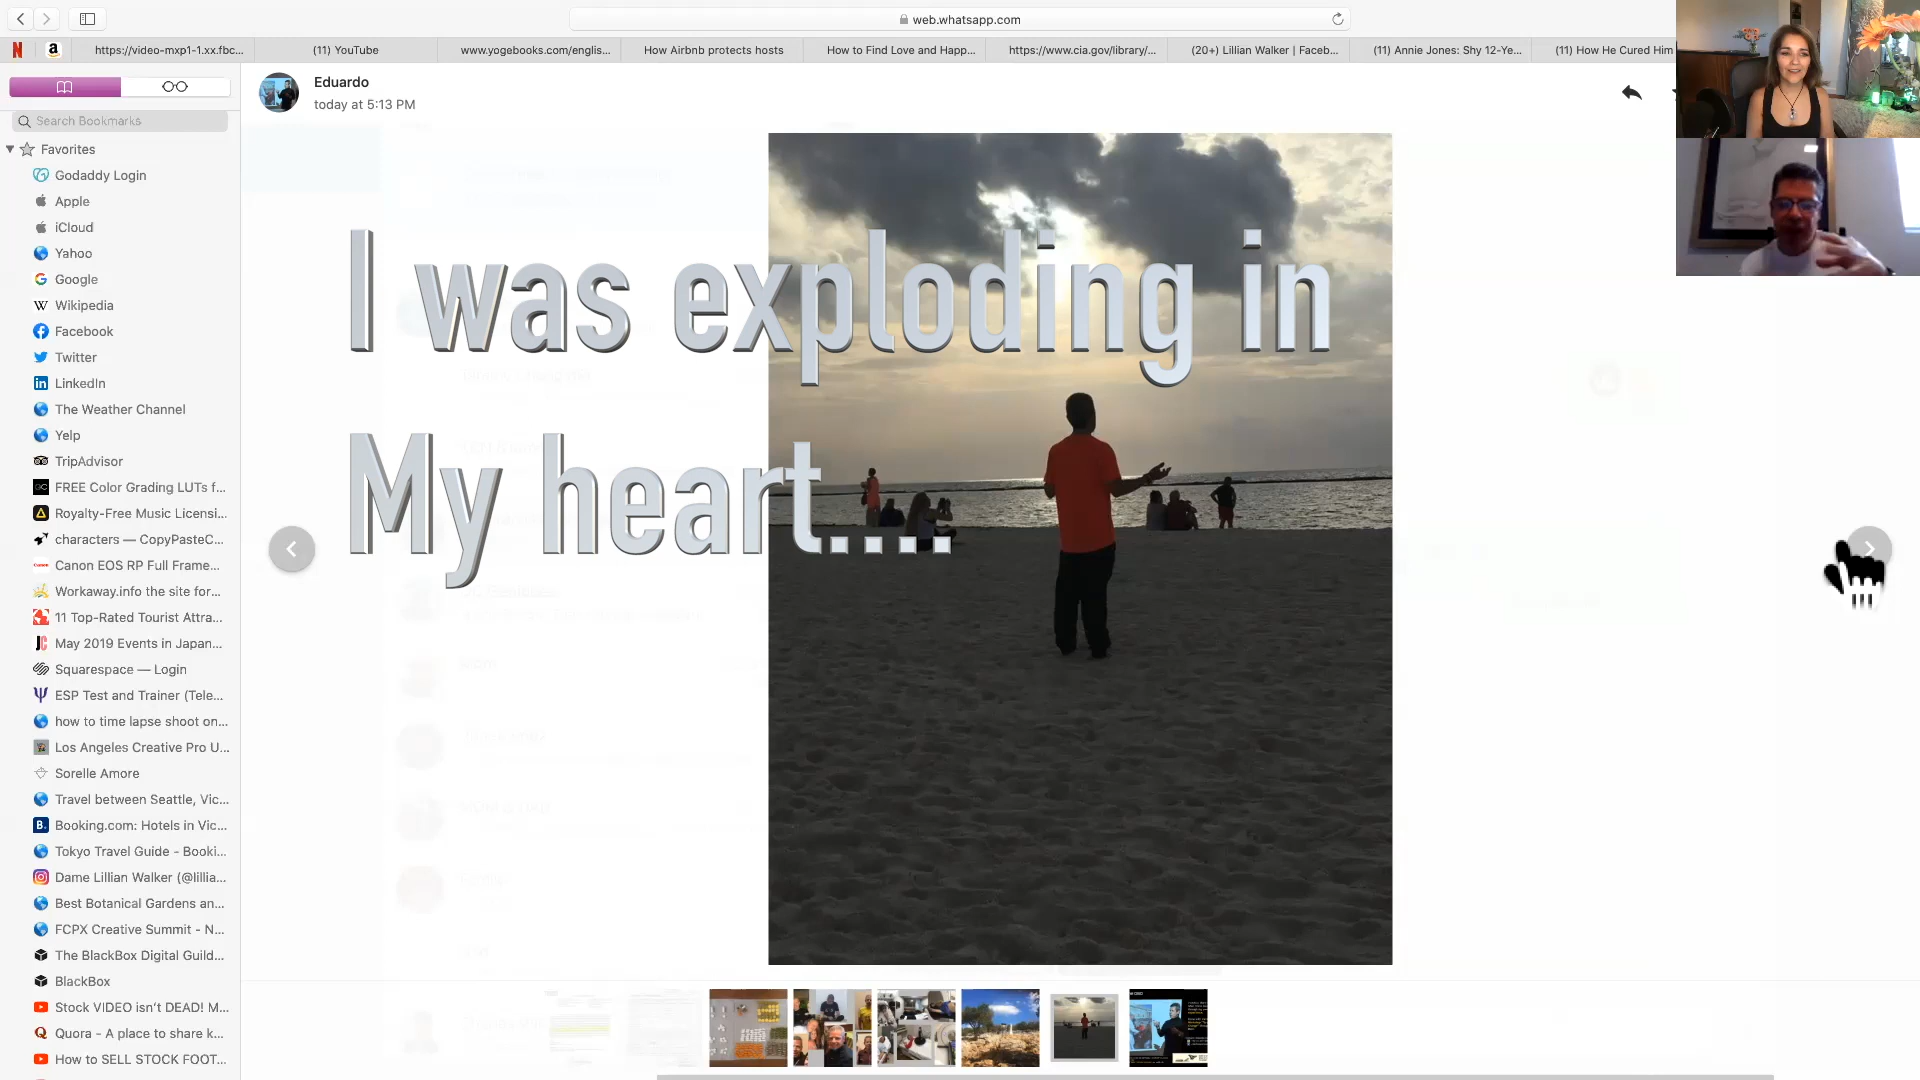 web.whatsapp.com
https://video-mxp1-1.xx.fbc...
(11) YouTube
www.yogebooks.com/englis...
How Airbnb protects hosts
How to Find Love and Happ...
https://www.cia.gov/library/...
(20+) Lillian Walker | Faceb...
(11) Annie Jones: Shy 12-Ye...
(11) How He Cured Him
Search Bookmarks
Favorites
Godaddy Login
Apple
iCloud
Yahoo
Google
Wikipedia
Facebook
Twitter
LinkedIn
The Weather Channel
Yelp
TripAdvisor
FREE Color Grading LUTs f...
Royalty-Free Music Licensi...
characters — CopyPasteC...
Canon EOS RP Full Frame...
Workaway.info the site for...
11 Top-Rated Tourist Attra...
May 2019 Events in Japan...
Squarespace — Login
ESP Test and Trainer (Tele...
how to time lapse shoot on...
Los Angeles Creative Pro U...
Sorelle Amore
Travel between Seattle, Vic...
Booking.com: Hotels in Vic...
Tokyo Travel Guide - Booki...
Dame Lillian Walker (@lillia...
Best Botanical Gardens an...
FCPX Creative Summit - N...
The BlackBox Digital Guild...
BlackBox
Stock VIDEO isn't DEAD! M...
Quora - A place to share k...
How to SELL STOCK FOOT...
Eduardo
today at 5:13 PM
I was exploding in
My heart....